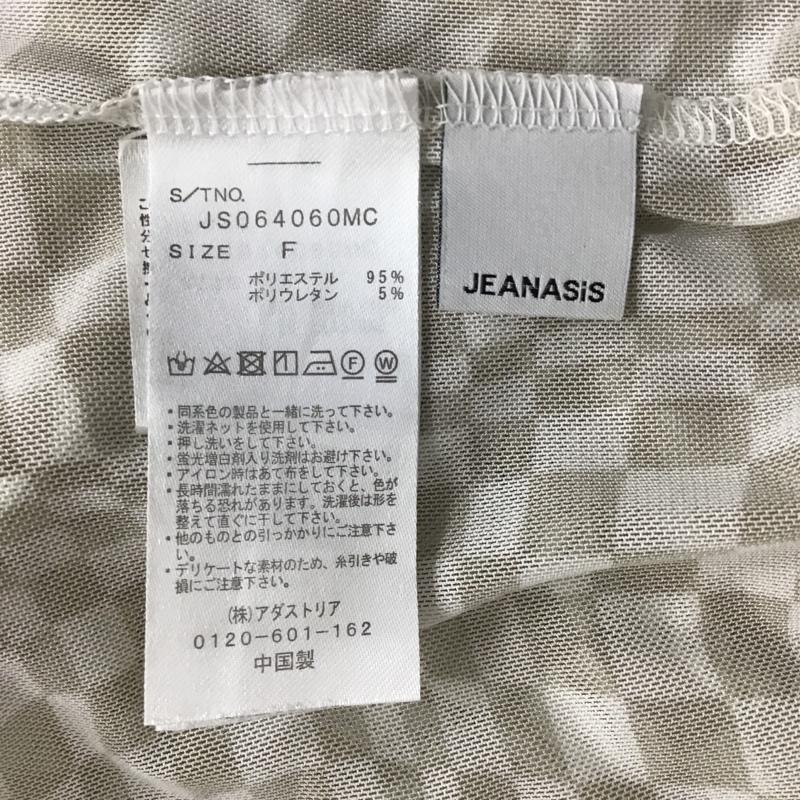 S/TNO.
JS064060MC
SIZE F
ポリエステル 95%
ポリウレタン 5%
F W
・同系色の製品と一緒に洗って下さい。
・洗濯ネットを使用して下さい。
・押し洗いをして下さい。
・蛍光増白剤入り洗剤はお避け下さい。
・アイロン時はあて布をして下さい。
・長時間濡れたままにしておくと、色が
落ちる恐れがあります。洗濯後は形を
整えて直ぐに干して下さい。
・他のものとの引っかかりにご注意下さ
い。
・デリケートな素材のため、糸引きや破
損にご注意下さい。
(株)アダストリア
0120-601-162
中国製
JEANASiS